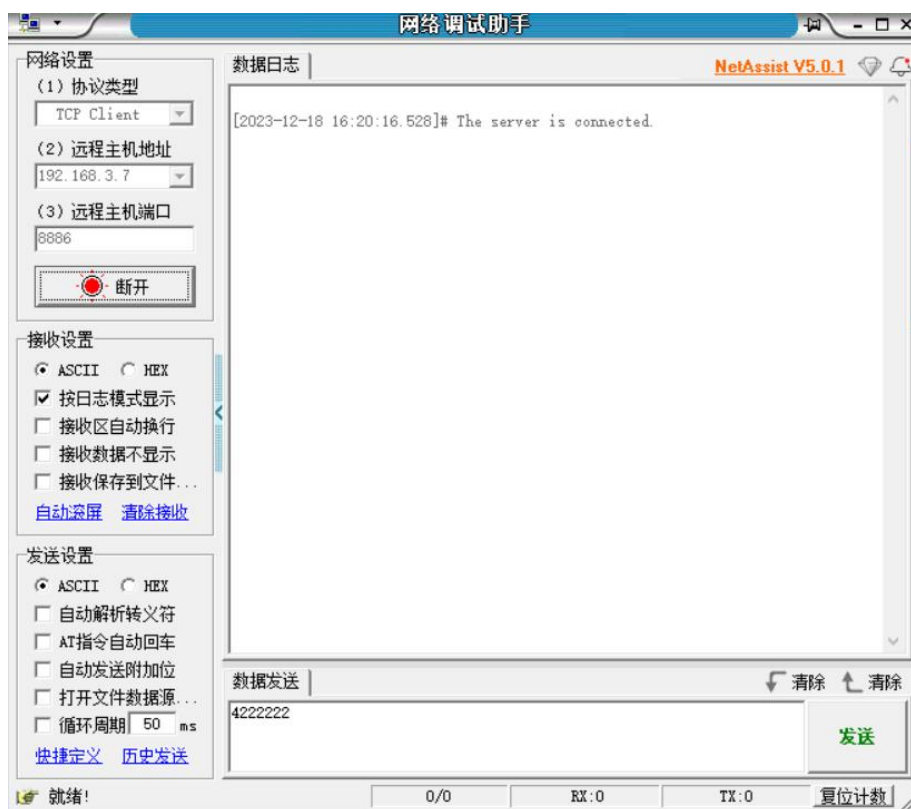 网络调试助手
网络设置
(1) 协议类型
TCP Client
(2) 远程主机地址
192.168.3.7
(3) 远程主机端口
8886
断开
接收设置
ASCII HEX
按日志模式显示
接收区自动换行
接收数据不显示
接收保存到文件...
自动滚屏 清除接收
发送设置
ASCII HEX
自动解析转义符
AT指令自动回车
自动发送附加位
打开文件数据源...
循环周期 50 ms
快捷定义 历史发送
数据日志 NetAssist V5.0.1
[2023-12-18 16:20:16.528]# The server is connected.
数据发送 清除 清除
4222222
发送
就绪! 0/0 RX:0 TX:0 复位计数